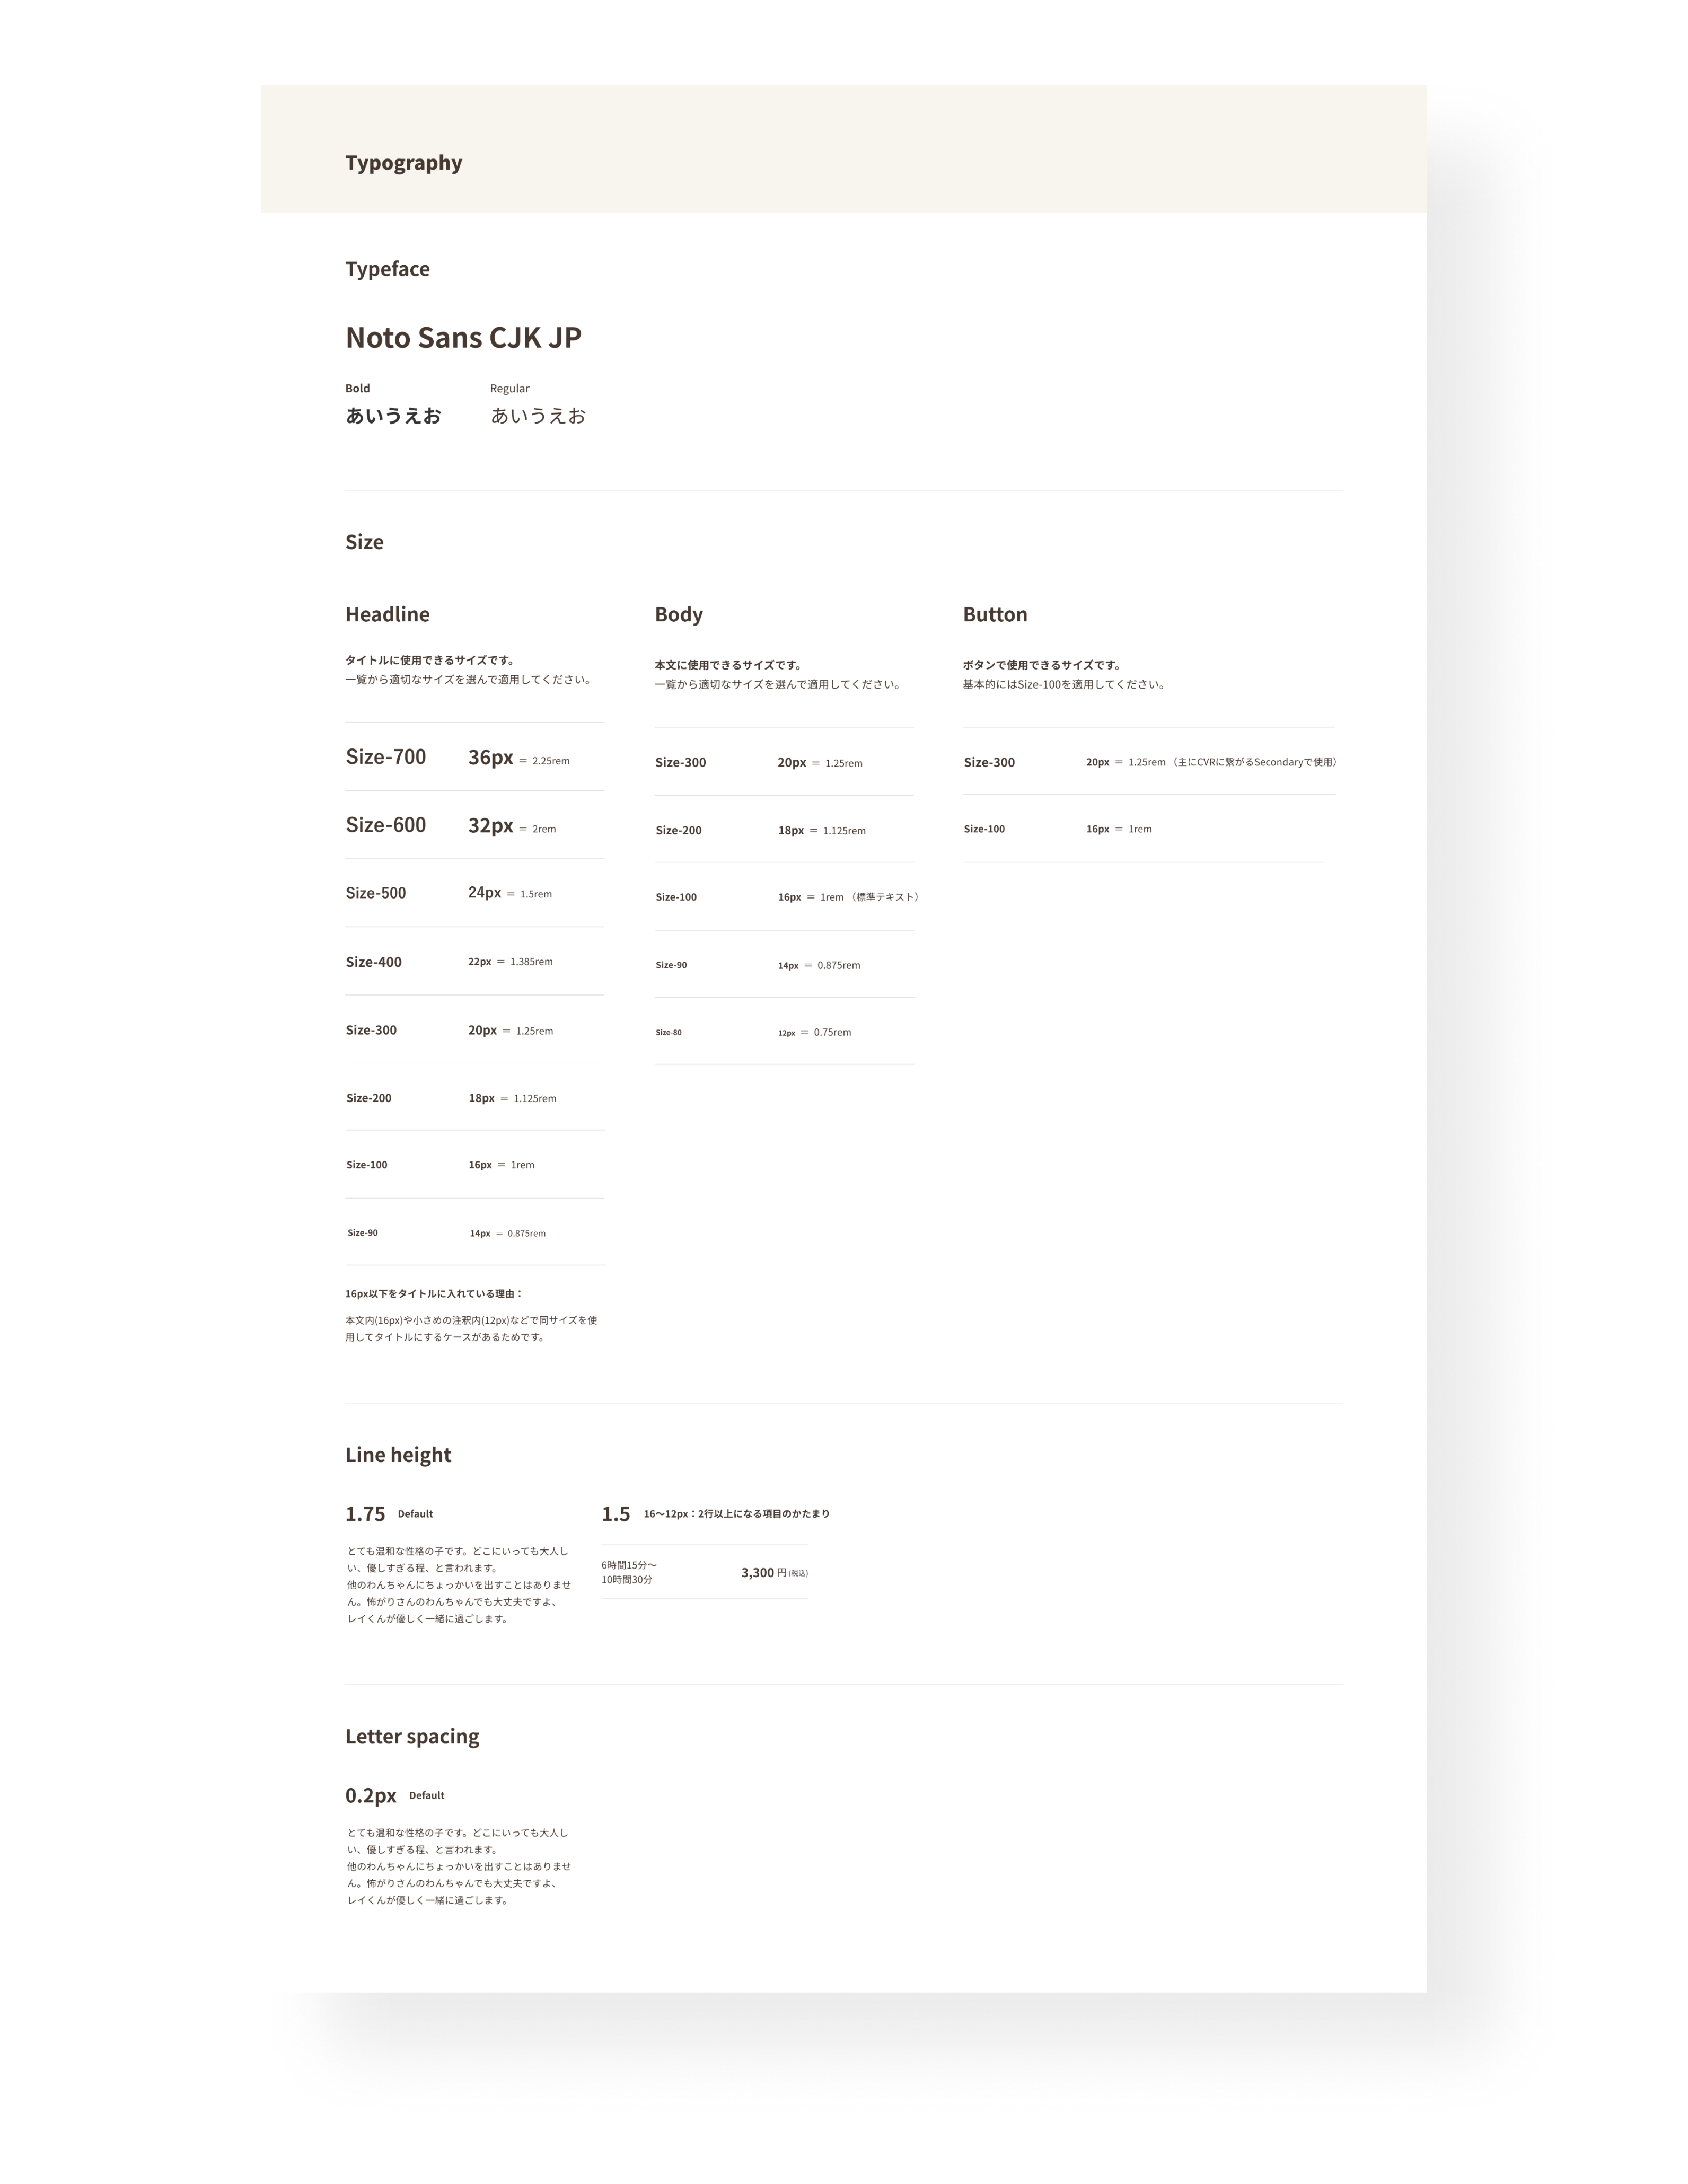 Typography
Typeface
Noto Sans CJK JP
Bold
あいうえお
Regular
あいうえお
Size
Headline
タイトルに使用できるサイズです。
一覧から適切なサイズを選んで適用してください。
Size-700 36px = 2.25rem
Size-600 32px = 2rem
Size-500 24px = 1.5rem
Size-400 22px = 1.385rem
Size-300 20px = 1.25rem
Size-200 18px = 1.125rem
Size-100 16px = 1rem
Size-90 14px = 0.875rem
16px以下をタイトルに入れている理由：
本文内(16px)や小さめの注釈内(12px)などで同サイズを使
用してタイトルにするケースがあるためです。
Body
本文に使用できるサイズです。
一覧から適切なサイズを選んで適用してください。
Size-300 20px = 1.25rem
Size-200 18px = 1.125rem
Size-100 16px = 1rem （標準テキスト）
Size-90 14px = 0.875rem
Size-80 12px = 0.75rem
Button
ボタンで使用できるサイズです。
基本的にはSize-100を適用してください。
Size-300 20px = 1.25rem （主にCVRに繋がるSecondaryで使用）
Size-100 16px = 1rem
Line height
1.75 Default
とても温和な性格の子です。どこにいっても大人し
い、優しすぎる程、と言われます。
他のわんちゃんにちょっかいを出すことはありませ
ん。怖がりさんのわんちゃんでも大丈夫ですよ、
レイくんが優しく一緒に過ごします。
1.5 16〜12px：2行以上になる項目のかたまり
6時間15分〜
10時間30分
3,300 円 (税込)
Letter spacing
0.2px Default
とても温和な性格の子です。どこにいっても大人し
い、優しすぎる程、と言われます。
他のわんちゃんにちょっかいを出すことはありませ
ん。怖がりさんのわんちゃんでも大丈夫ですよ、
レイくんが優しく一緒に過ごします。